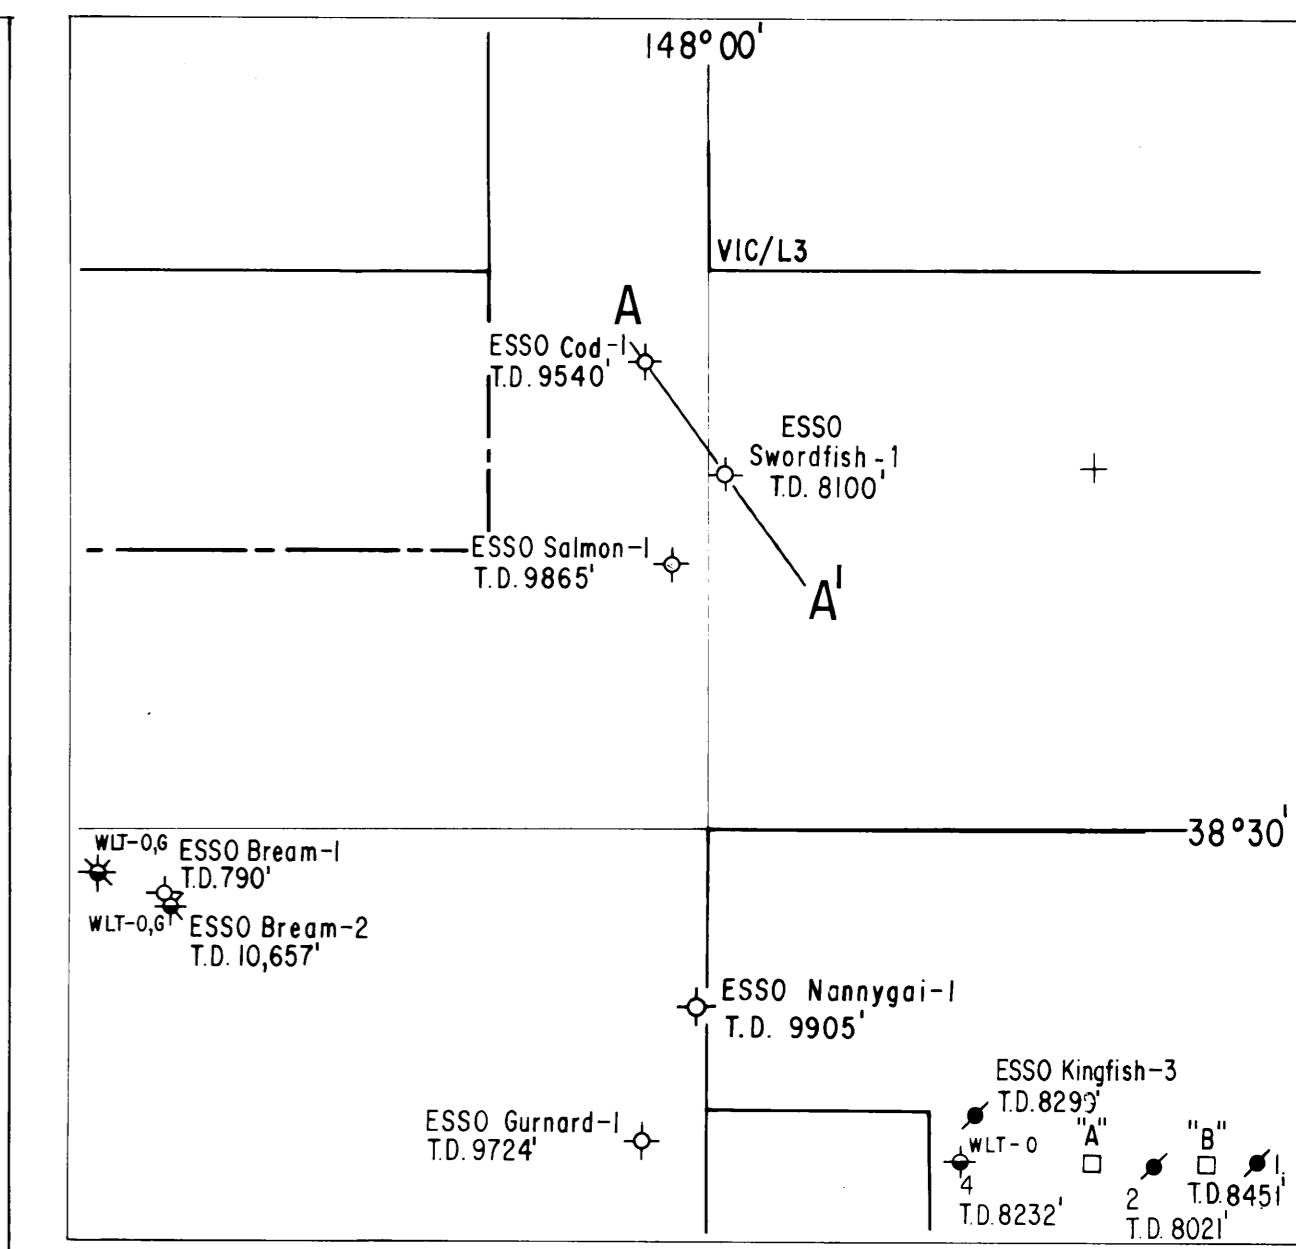 148°00'
VIC/L3
A
ESSO Cod-1
T.D. 9540'
ESSO
Swordfish-1
T.D. 8100'
ESSO Salmon-1
T.D. 9865'
A'
38°30'
WLT-O,G
ESSO Bream-1
T.D. 790'
WLT-O,G
ESSO Bream-2
T.D. 10,657'
ESSO Nannygai-1
T.D. 9905'
ESSO Kingfish-3
T.D. 8299'
ESSO Gurnard-1
T.D. 9724'
WLT-O
"A"
"B"
4
T.D. 8232'
2
T.D. 8021'
1
T.D. 8451'